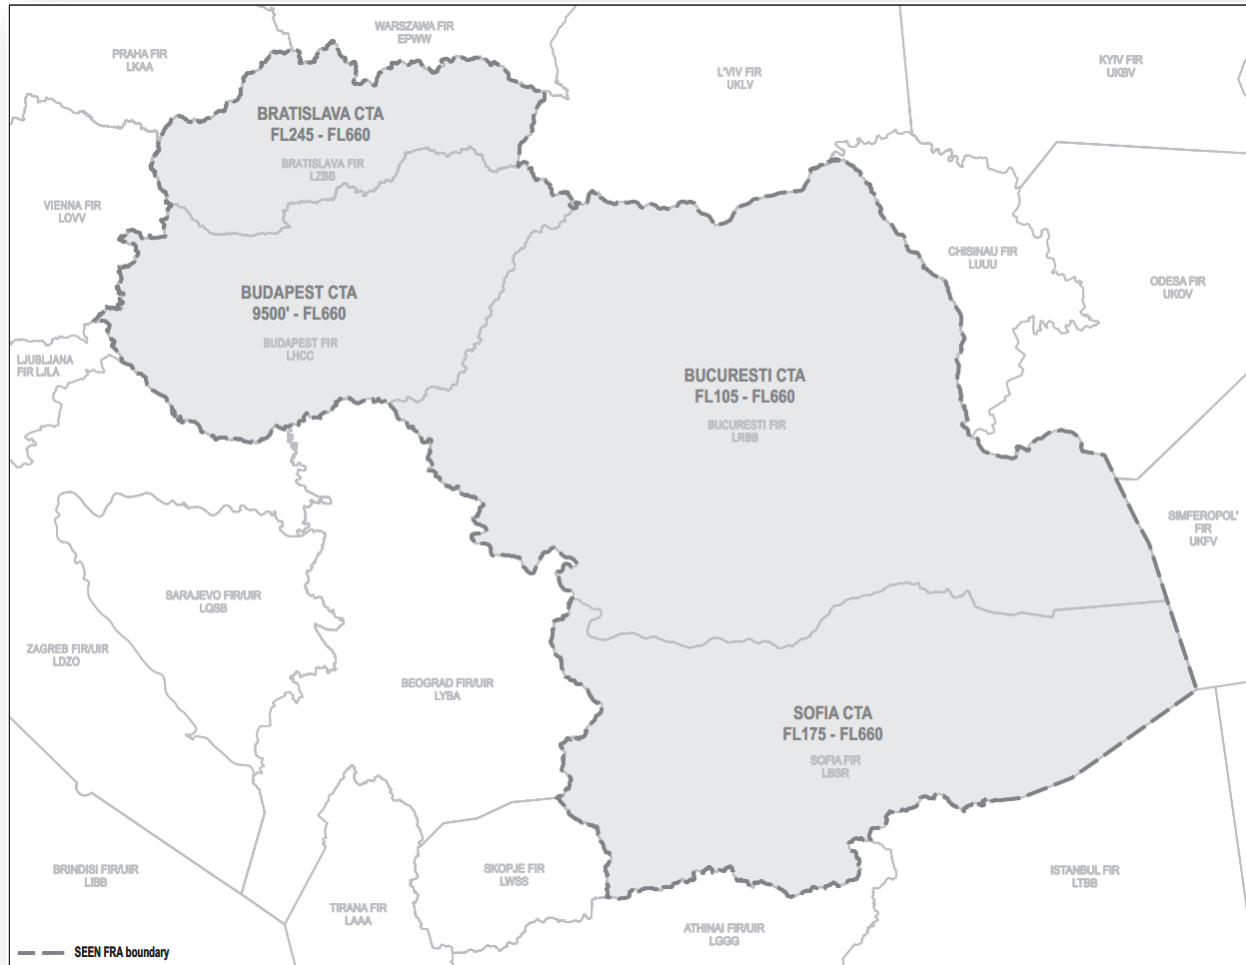 WARSZAWA FIR
EPWW
PRAHA FIR
LKAA
L'VIV FIR
UKLV
KYIV FIR
UKBV
BRATISLAVA CTA
FL245 - FL660
BRATISLAVA FIR
LZBB
VIENNA FIR
LOVV
CHISINAU FIR
LUUU
ODESA FIR
UKOV
BUDAPEST CTA
9500' - FL660
BUDAPEST FIR
LHCC
LJUBLJANA
FIR LJLA
BUCURESTI CTA
FL105 - FL660
BUCURESTI FIR
LRBB
SIMFEROPOL'
FIR
UKFV
SARAJEVO FIR/UIR
LQSB
ZAGREB FIR/UIR
LDZO
BEOGRAD FIR/UIR
LYBA
SOFIA CTA
FL175 - FL660
SOFIA FIR
LBSR
BRINDISI FIR/UIR
LIBB
SKOPJE FIR
LWSS
ISTANBUL FIR
LTBB
TIRANA FIR
LAAA
ATHINAI FIR/UIR
LGGG
SEEN FRA boundary